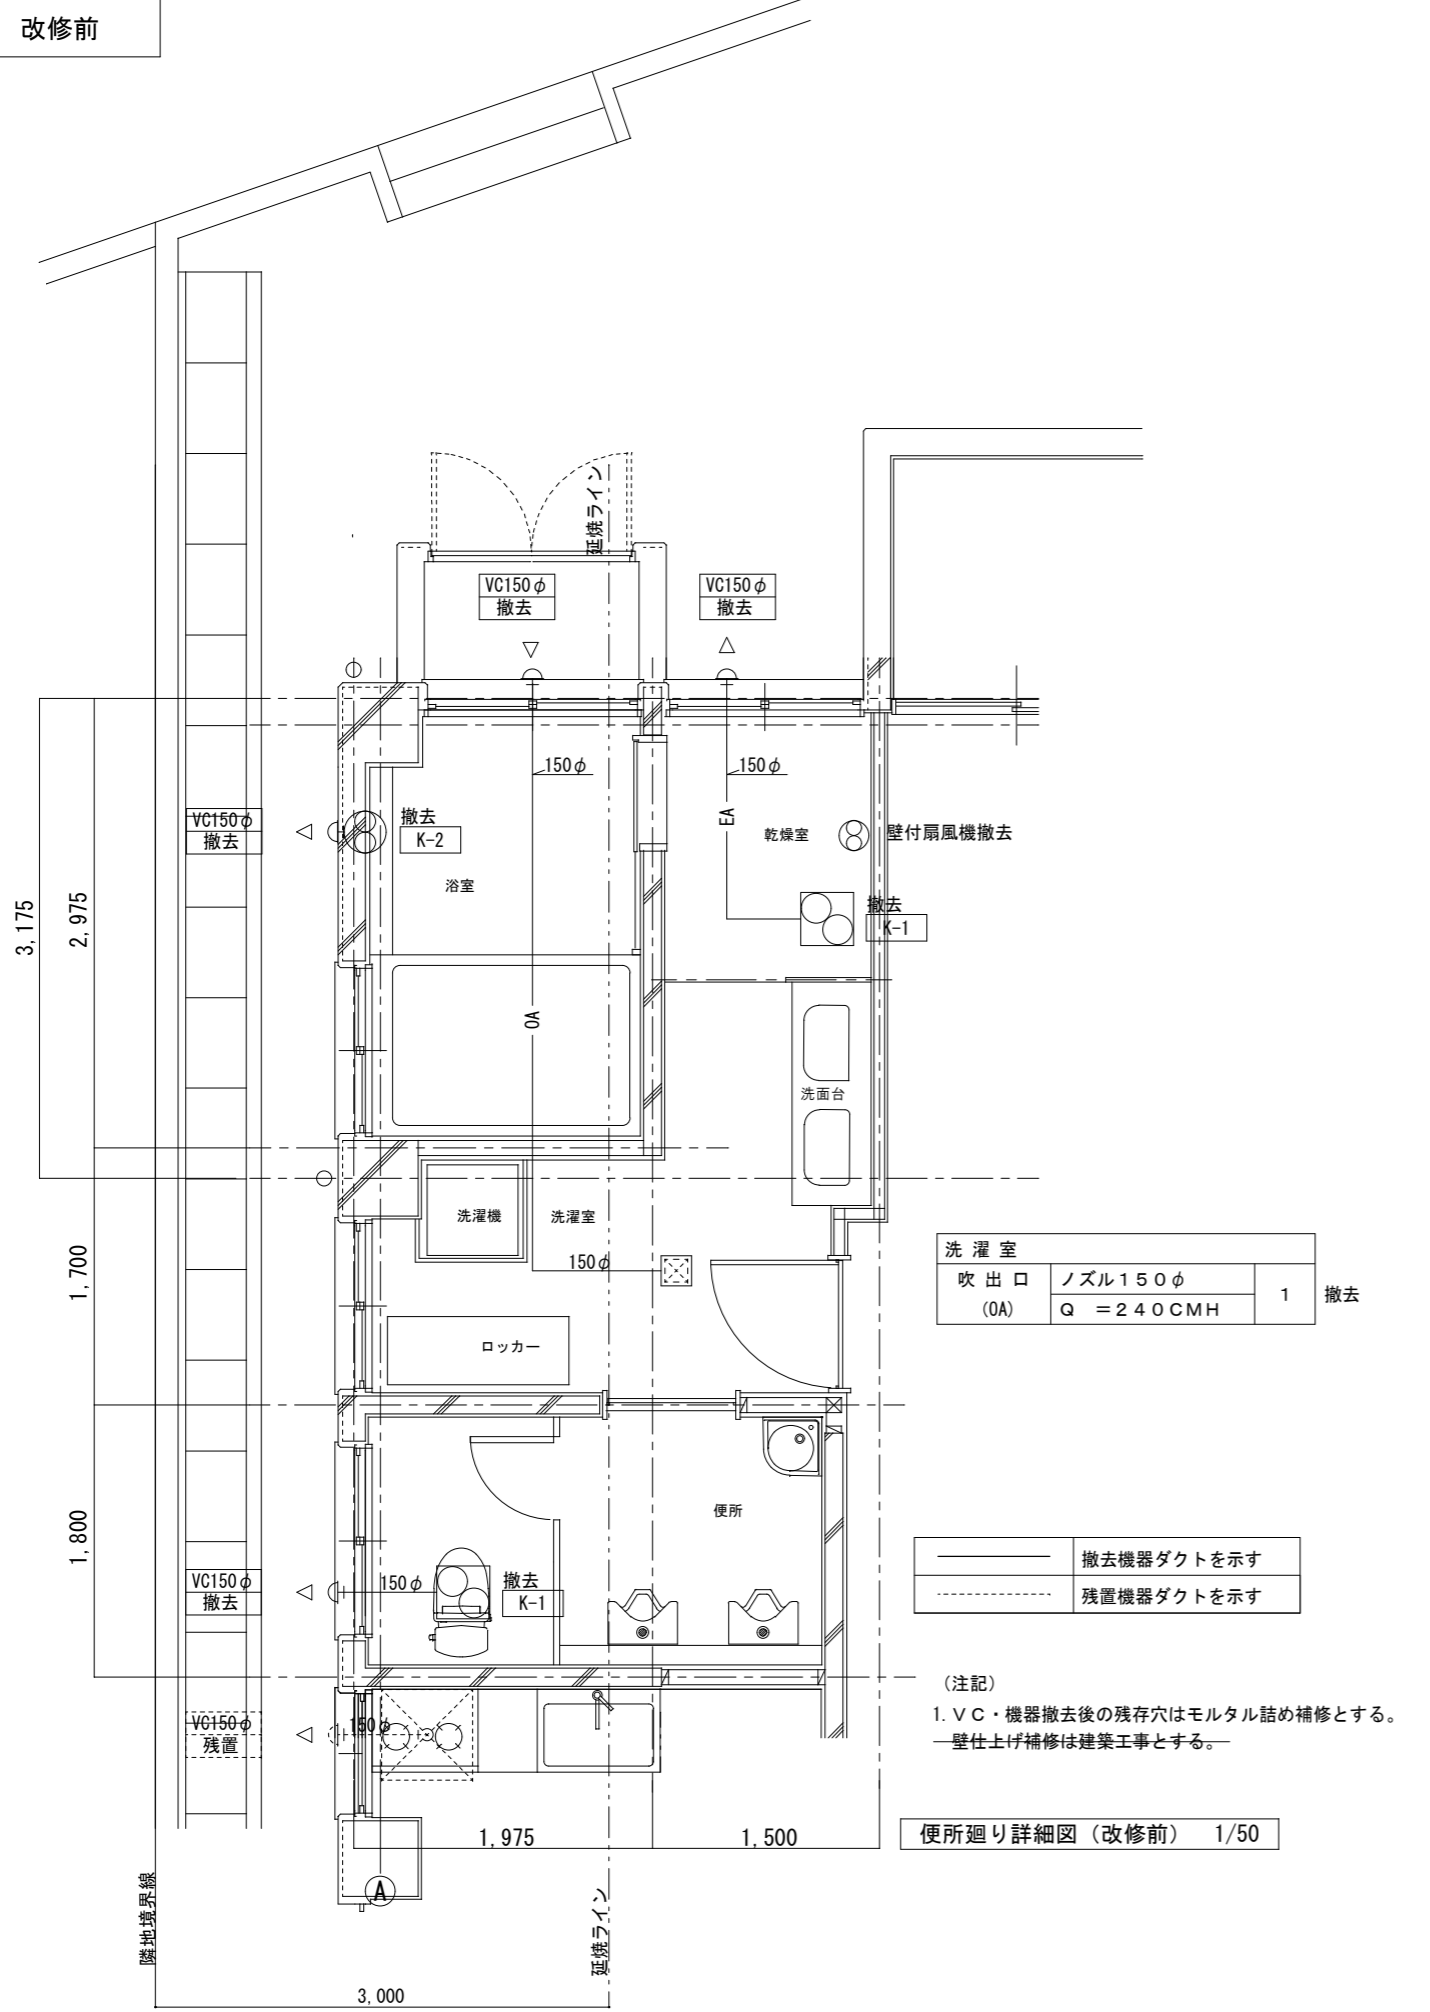 改修前
延焼ライン
VC150φ
撤去
VC150φ
撤去
150φ
150φ
EA
乾燥室
壁付扇風機撤去
VC150φ
撤去
撤去
K-2
浴室
撤去
K-1
3,175
2,975
OA
洗面台
洗濯機
洗濯室
150φ
1,700
ロッカー
洗濯室
吹出口
(OA)
ノズル150φ
Q =240CMH
1
撤去
便所
1,800
VC150φ
撤去
150φ
撤去
K-1
撤去機器ダクトを示す
残置機器ダクトを示す
VC150φ
残置
150φ
(注記)
1. VC・機器撤去後の残存穴はモルタル詰め補修とする。
壁仕上げ補修は建築工事とする。
1,975
1,500
便所廻り詳細図(改修前) 1/50
A
隣地境界線
延焼ライン
3,000